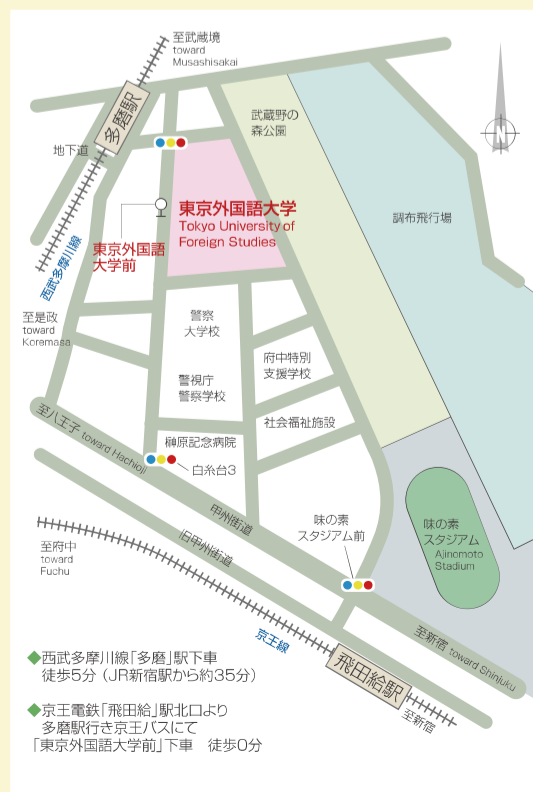 至武蔵境
toward
Musashisakai
多磨駅
地下道
武蔵野の
森公園
N
調布飛行場
東京外国語大学
Tokyo University of
Foreign Studies
東京外国語
大学前
西武多摩川線
至是政
toward
Koremasa
警察
大学校
府中特別
支援学校
警視庁
警察学校
社会福祉施設
至八王子 toward Hachioji
榊原記念病院
白糸台3
甲州街道
旧甲州街道
味の素
スタジアム前
味の素
スタジアム
Ajinomoto
Stadium
至府中
toward
Fuchu
京王線
至新宿 toward Shinjuku
飛田給駅
至新宿
◆西武多摩川線「多磨」駅下車
徒歩5分（JR新宿駅から約35分）
◆京王電鉄「飛田給」駅北口より
多磨駅行き京王バスにて
「東京外国語大学前」下車　徒歩0分